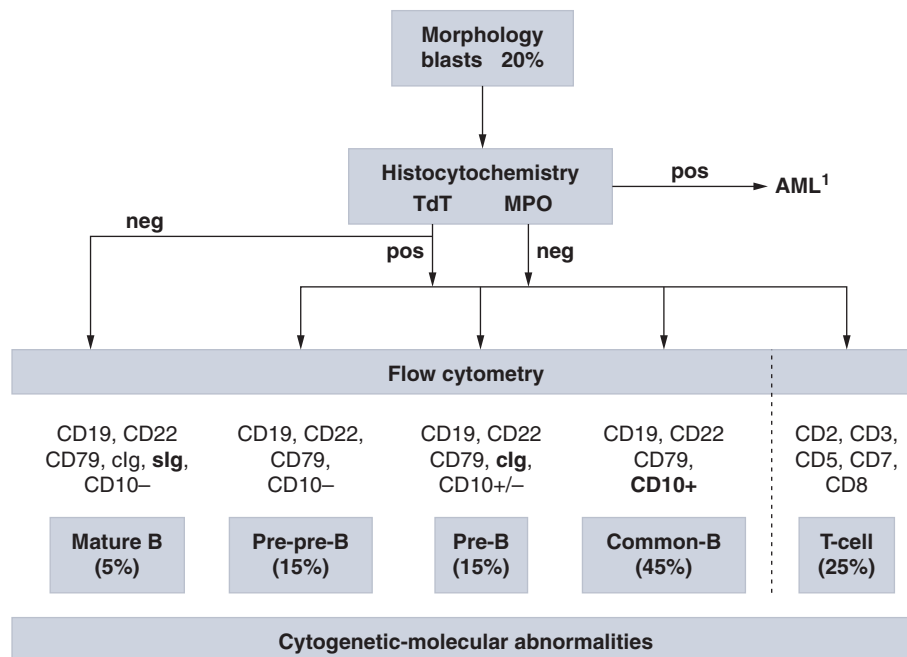 Morphology
blasts 20%
Histocytochemistry
TdT MPO
pos
AML1
neg
pos
neg
Flow cytometry
CD19, CD22
CD79, cIg, sIg,
CD10–
CD19, CD22,
CD79,
CD10–
CD19, CD22
CD79, cIg,
CD10+/–
CD19, CD22
CD79,
CD10+
CD2, CD3,
CD5, CD7,
CD8
Mature B
(5%)
Pre-pre-B
(15%)
Pre-B
(15%)
Common-B
(45%)
T-cell
(25%)
Cytogenetic-molecular abnormalities